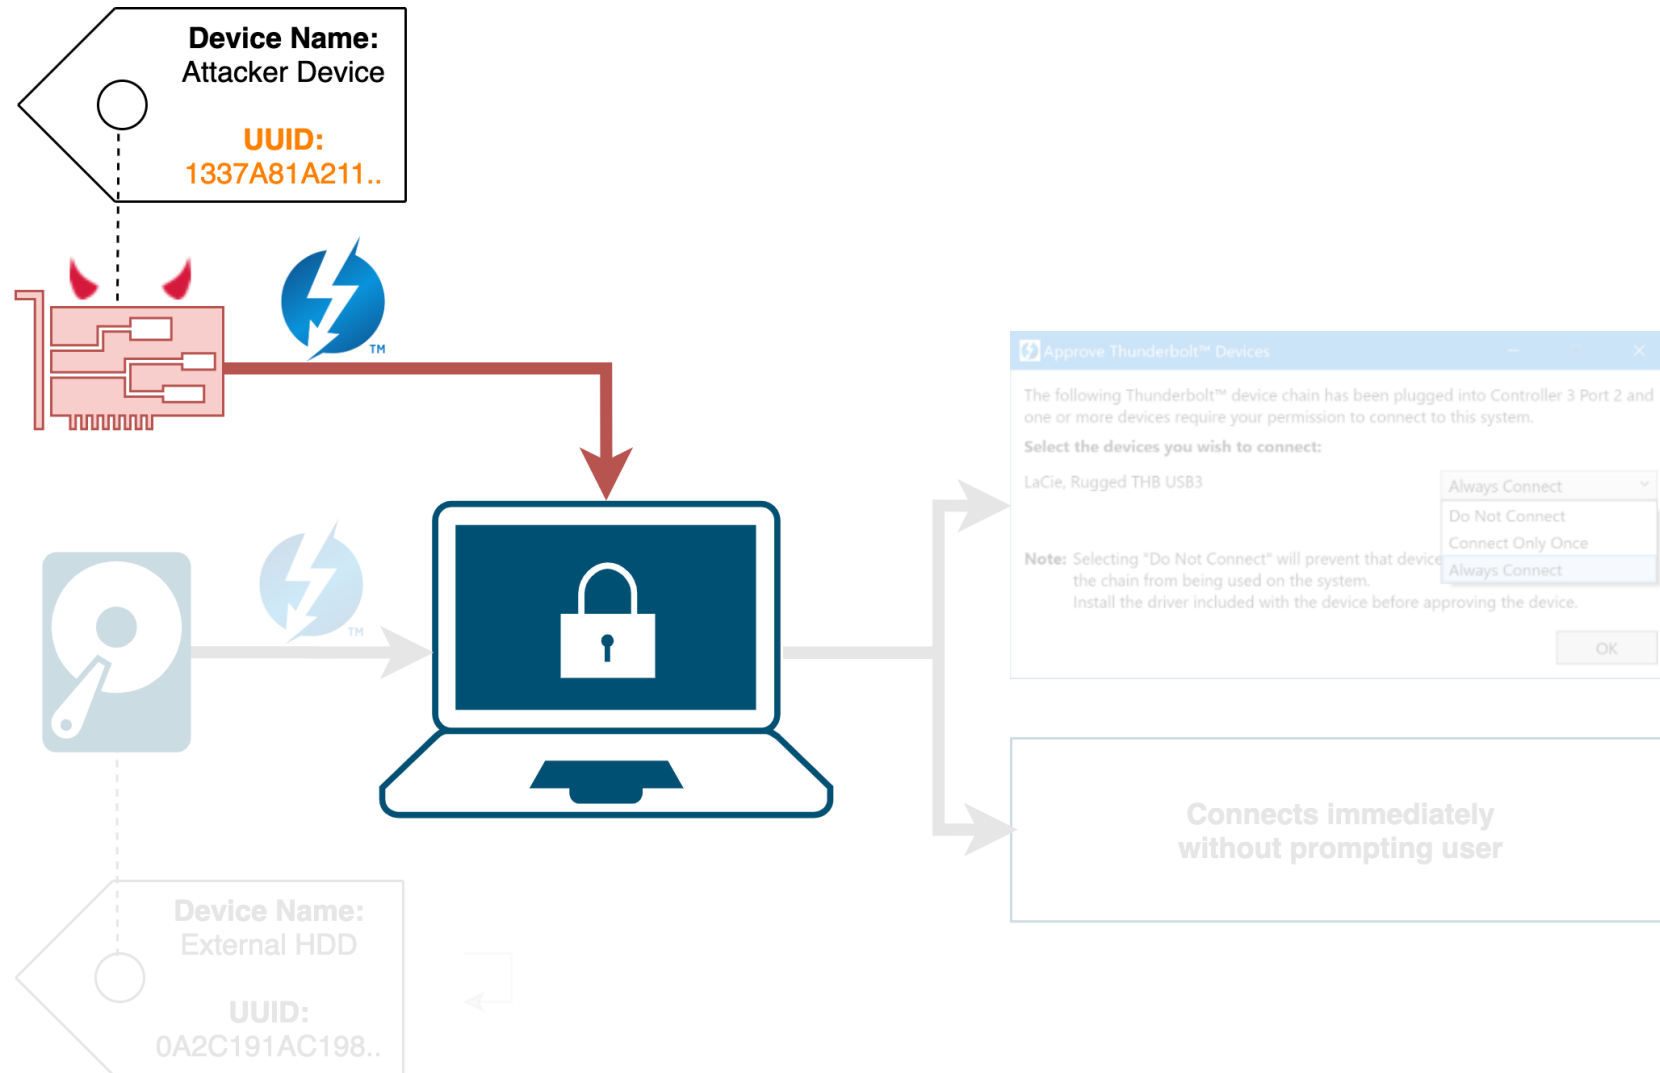 Device Name:
Attacker Device
UUID:
1337A81A211..
TM
Approve Thunderbolt™ Devices
The following Thunderbolt™ device chain has been plugged into Controller 3 Port 2 and
one or more devices require your permission to connect to this system.
Select the devices you wish to connect:
LaCie, Rugged THB USB3
Always Connect
Do Not Connect
Connect Only Once
Always Connect
Note: Selecting "Do Not Connect" will prevent that device
the chain from being used on the system.
Install the driver included with the device before approving the device.
OK
TM
Connects immediately
without prompting user
Device Name:
External HDD
UUID:
0A2C191AC198..